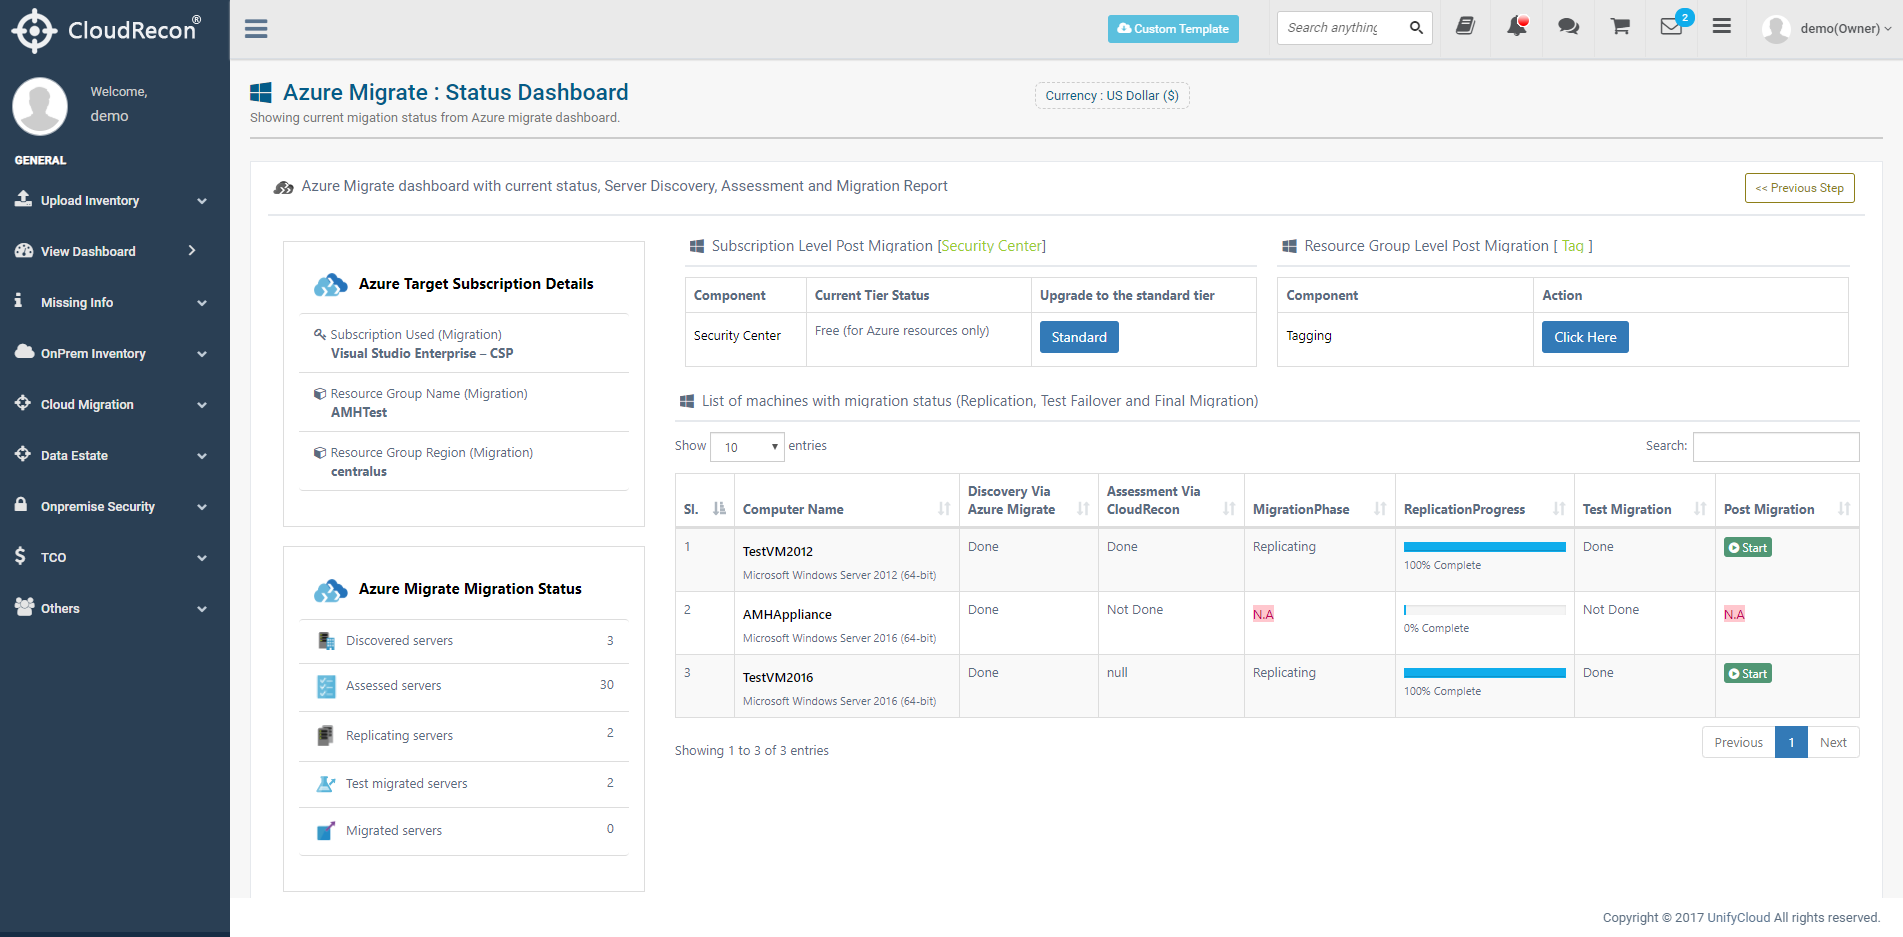 CloudRecon®
Custom Template
Search anything
2
demo(Owner)
Welcome,
demo
GENERAL
Upload Inventory
View Dashboard
Missing Info
OnPrem Inventory
Cloud Migration
Data Estate
Onpremise Security
TCO
Others
Azure Migrate : Status Dashboard
Showing current migation status from Azure migrate dashboard.
Currency : US Dollar ($)
Azure Migrate dashboard with current status, Server Discovery, Assessment and Migration Report
<< Previous Step
Azure Target Subscription Details
Subscription Used (Migration)
Visual Studio Enterprise – CSP
Resource Group Name (Migration)
AMHTest
Resource Group Region (Migration)
centralus
Azure Migrate Migration Status
Discovered servers 3
Assessed servers 30
Replicating servers 2
Test migrated servers 2
Migrated servers 0
Subscription Level Post Migration [Security Center]
Component Current Tier Status Upgrade to the standard tier
Security Center Free (for Azure resources only) Standard
Resource Group Level Post Migration [ Tag ]
Component Action
Tagging Click Here
List of machines with migration status (Replication, Test Failover and Final Migration)
Show 10 entries
Search:
Sl. Computer Name Discovery Via Azure Migrate Assessment Via CloudRecon MigrationPhase ReplicationProgress Test Migration Post Migration
1 TestVM2012 Done Done Replicating Done Start
Microsoft Windows Server 2012 (64-bit) 100% Complete
2 AMHAppliance Done Not Done N.A Not Done N.A
Microsoft Windows Server 2016 (64-bit) 0% Complete
3 TestVM2016 Done null Replicating Done Start
Microsoft Windows Server 2016 (64-bit) 100% Complete
Showing 1 to 3 of 3 entries
Previous 1 Next
Copyright © 2017 UnifyCloud All rights reserved.